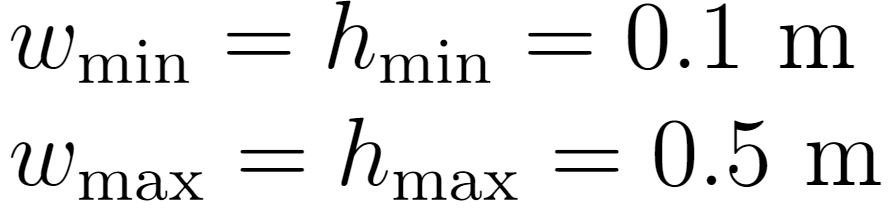 w_min = h_min = 0.1 m
w_max = h_max = 0.5 m